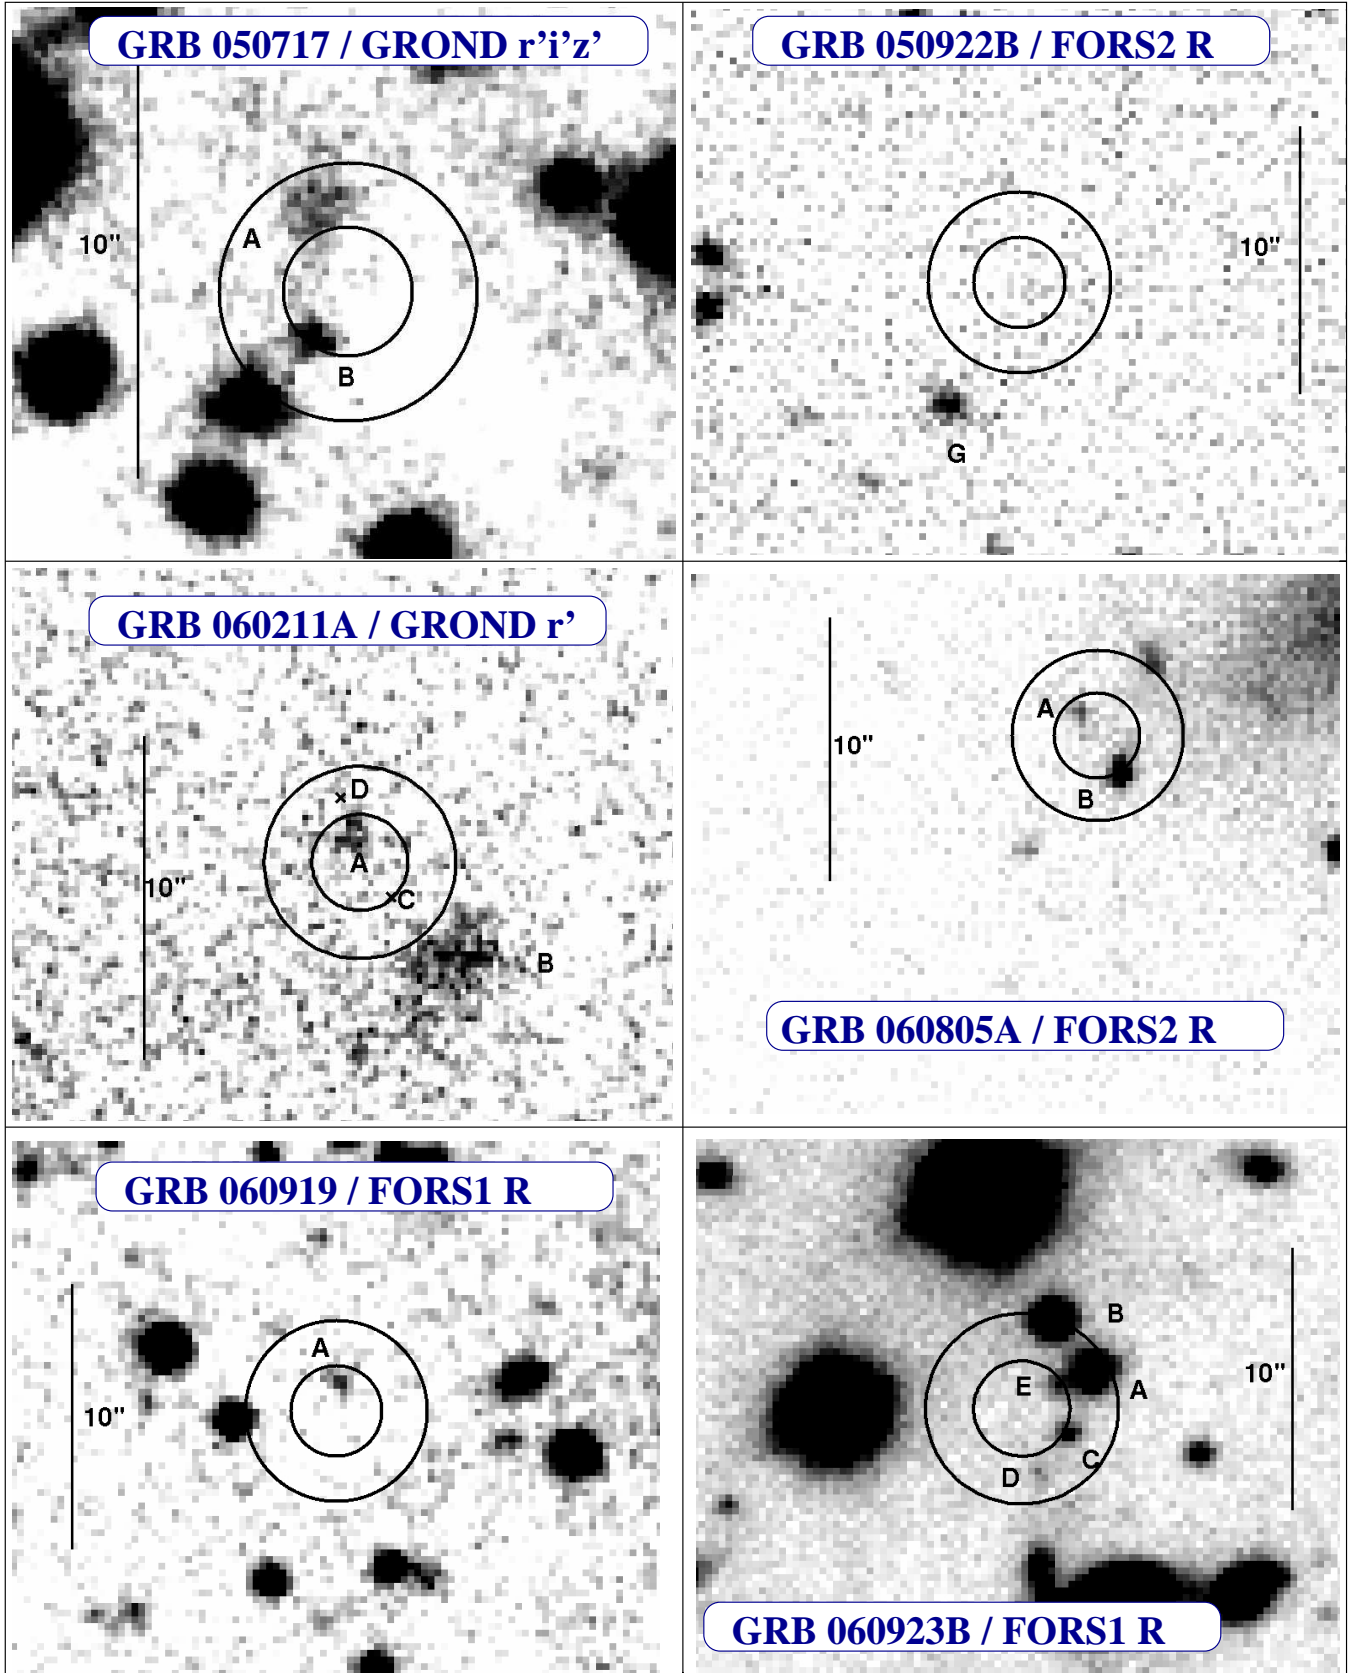 GRB 050717 / GROND r'i'z'
A
10"
B
GRB 050922B / FORS2 R
10"
G
GRB 060211A / GROND r'
D
A
10"
C
B
A
10"
B
GRB 060805A / FORS2 R
GRB 060919 / FORS1 R
A
10"
B
E
A
10"
C
D
GRB 060923B / FORS1 R